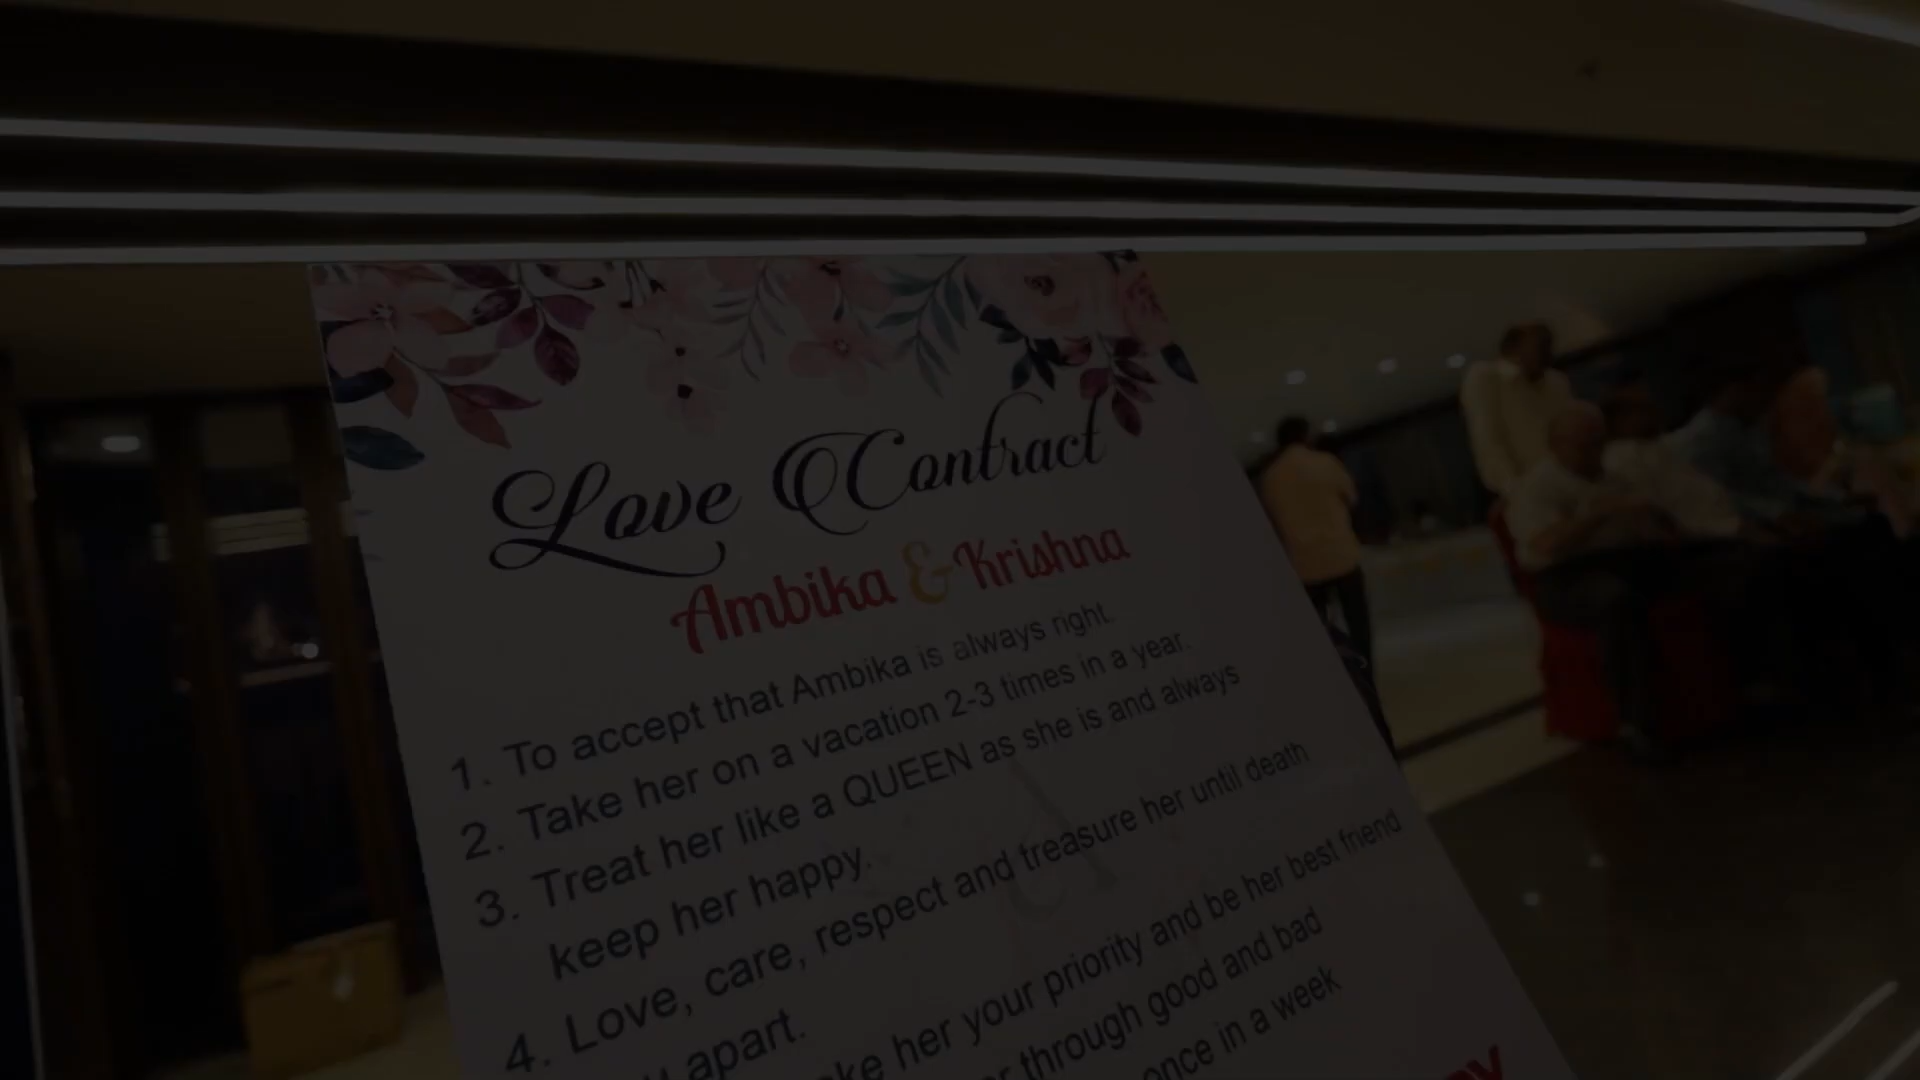 Love Contract
Ambika & Krishna
1. To accept that Ambika is always right.
2. Take her on a vacation 2-3 times in a year.
3. Treat her like a QUEEN as she is and always
keep her happy.
4. Love, care, respect and treasure her until death
apart.
her your priority and be her best friend
through good and bad
once in a week